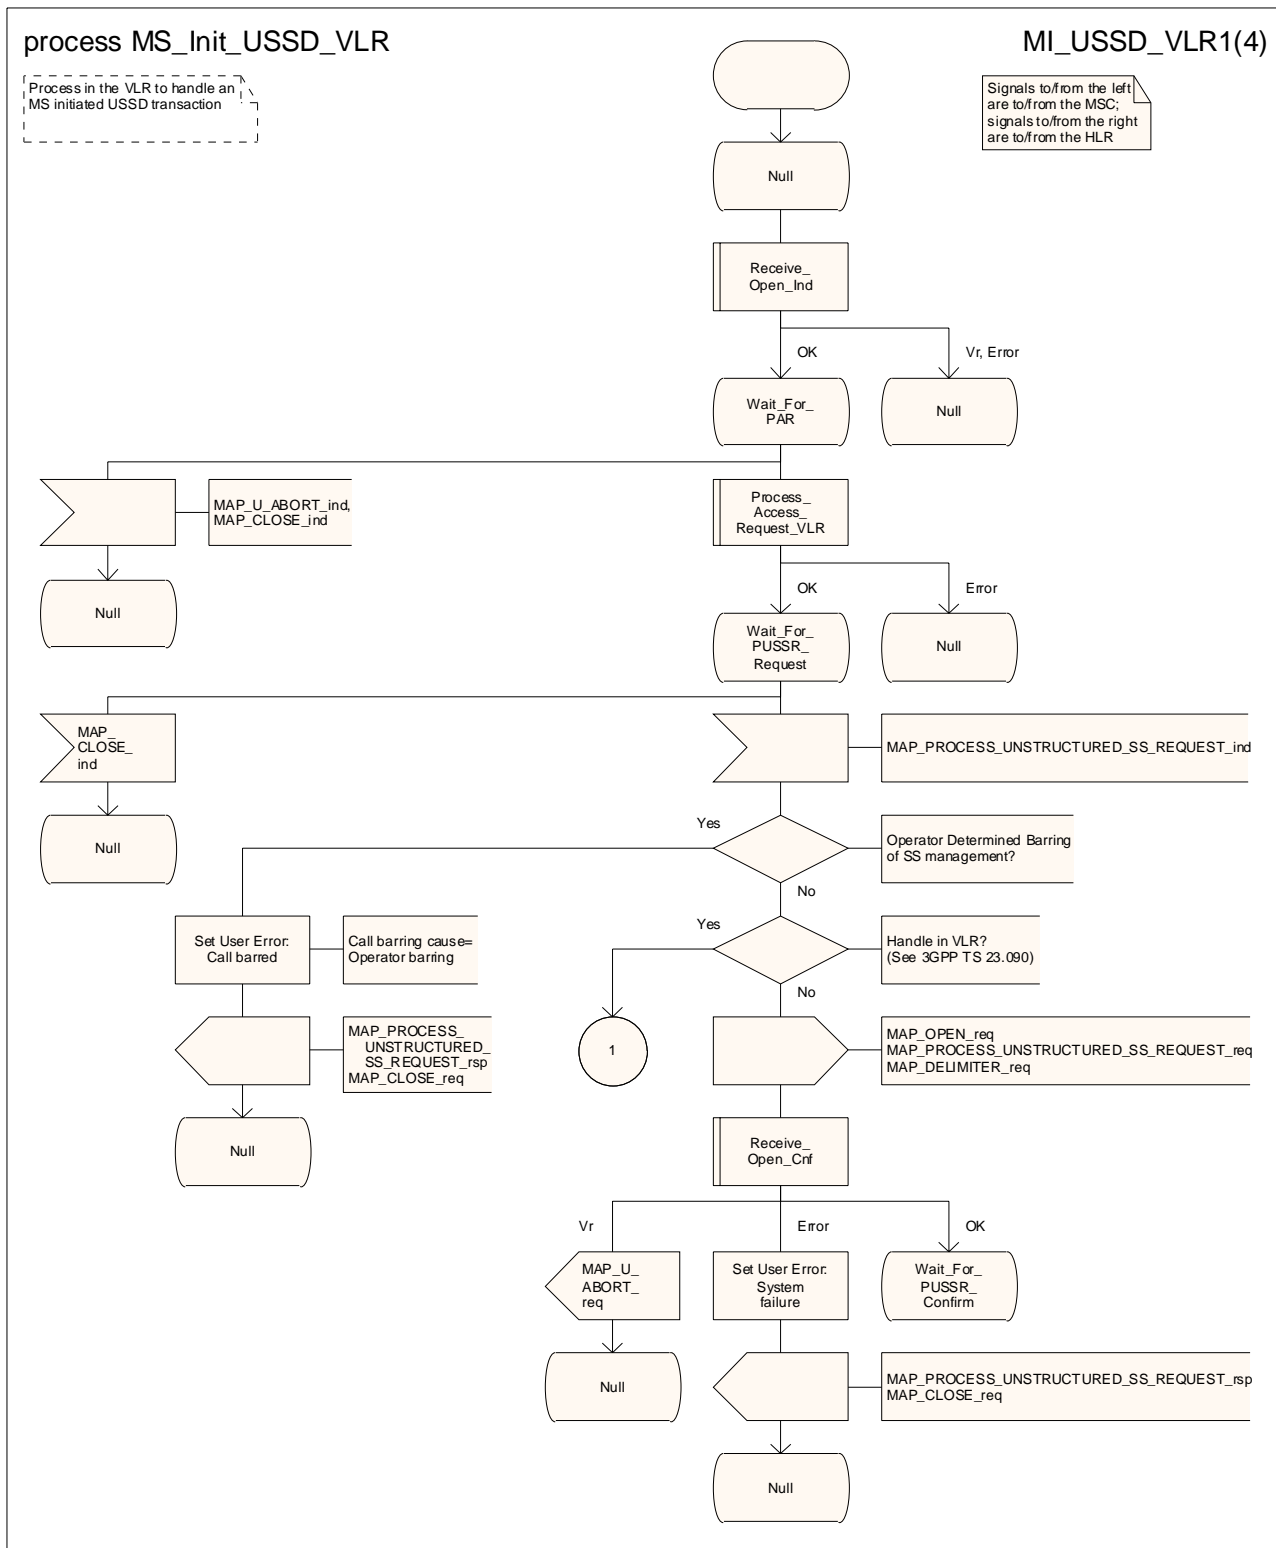 process MS_Init_USSD_VLR
MI_USSD_VLR1(4)
Process in the VLR to handle an
MS initiated USSD transaction
Signals to/from the left
are to/from the MSC;
signals to/from the right
are to/from the HLR
Null
Receive_
Open_Ind
OK
Vr, Error
Wait_For_
PAR
Null
MAP_U_ABORT_ind,
MAP_CLOSE_ind
Process_
Access_
Request_VLR
Null
OK
Error
Wait_For_
PUSSR_
Request
Null
MAP_
CLOSE_
ind
MAP_PROCESS_UNSTRUCTURED_SS_REQUEST_ind
Null
Yes
Operator Determined Barring
of SS management?
No
Set User Error:
Call barred
Call barring cause=
Operator barring
Yes
Handle in VLR?
(See 3GPP TS 23.090)
No
MAP_PROCESS_
UNSTRUCTURED_
SS_REQUEST_rsp
MAP_CLOSE_req
1
MAP_OPEN_req
MAP_PROCESS_UNSTRUCTURED_SS_REQUEST_req
MAP_DELIMITER_req
Null
Receive_
Open_Cnf
Vr
Error
OK
MAP_U_
ABORT_
req
Set User Error:
System
failure
Wait_For_
PUSSR_
Confirm
Null
MAP_PROCESS_UNSTRUCTURED_SS_REQUEST_rsp
MAP_CLOSE_req
Null